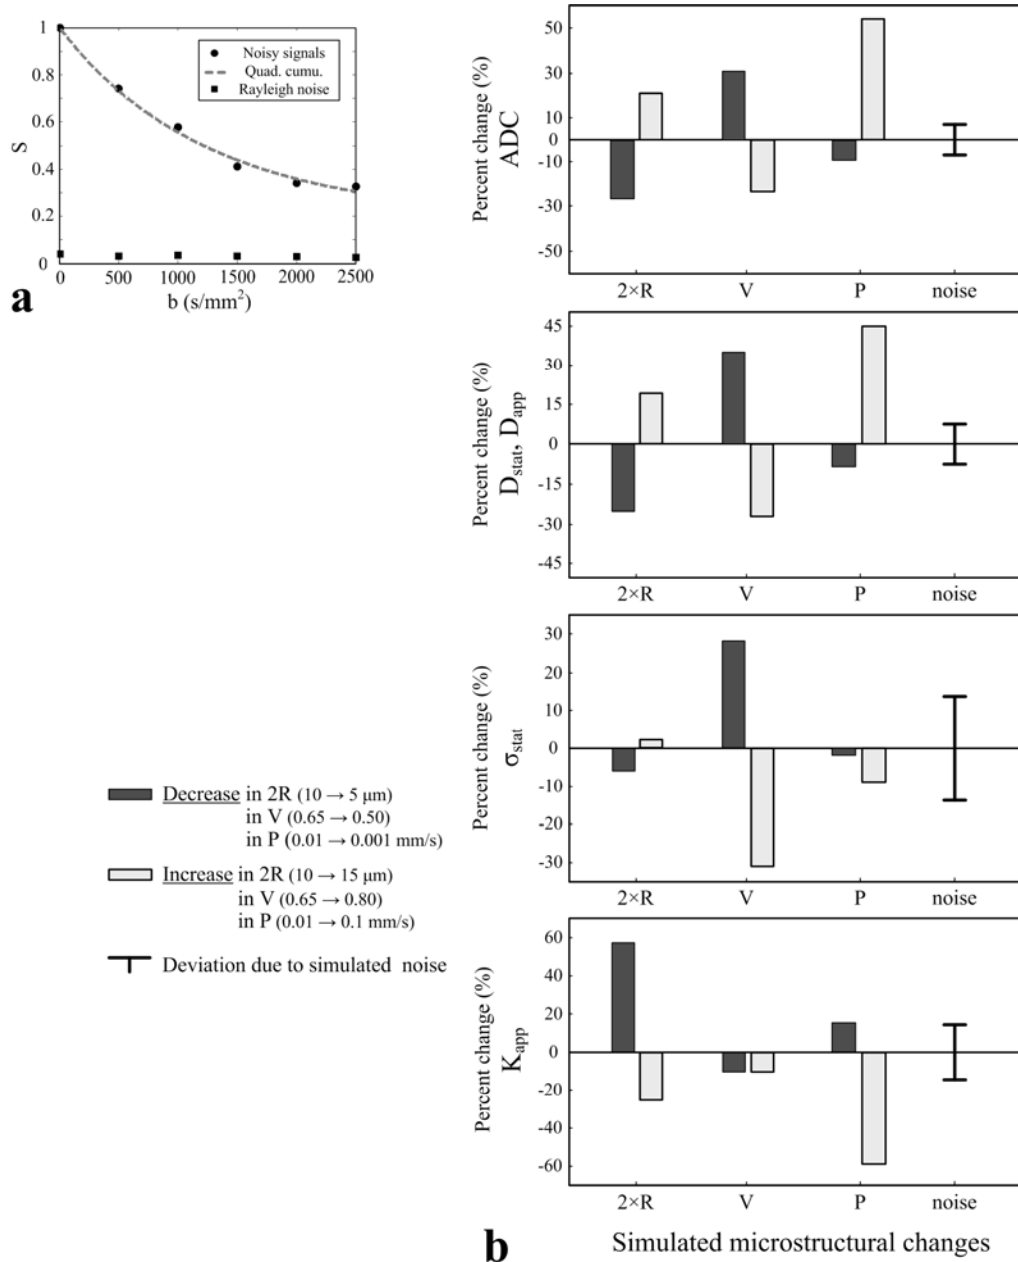 1
0.8
0.6
0.4
0.2
0
S
Noisy signals
Quad. cumu.
Rayleigh noise
0 500 1000 1500 2000 2500
b (s/mm²)
a
50
30
10
0
-10
-30
-50
Percent change (%)
ADC
2×R V P noise
45
30
15
0
-15
-30
-45
Percent change (%)
Dstat, Dapp
2×R V P noise
30
20
10
0
-10
-20
-30
Percent change (%)
σstat
2×R V P noise
Decrease in 2R (10 → 5 μm)
in V (0.65 → 0.50)
in P (0.01 → 0.001 mm/s)
Increase in 2R (10 → 15 μm)
in V (0.65 → 0.80)
in P (0.01 → 0.1 mm/s)
Deviation due to simulated noise
60
40
20
0
-20
-40
-60
Percent change (%)
Kapp
2×R V P noise
b
Simulated microstructural changes